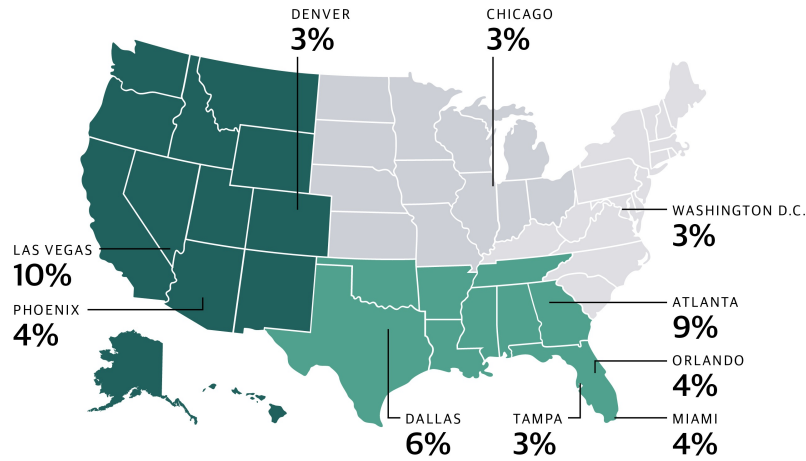 DENVER
3%
CHICAGO
3%
WASHINGTON D.C.
3%
LAS VEGAS
10%
PHOENIX
4%
ATLANTA
9%
ORLANDO
4%
DALLAS
6%
TAMPA
3%
MIAMI
4%